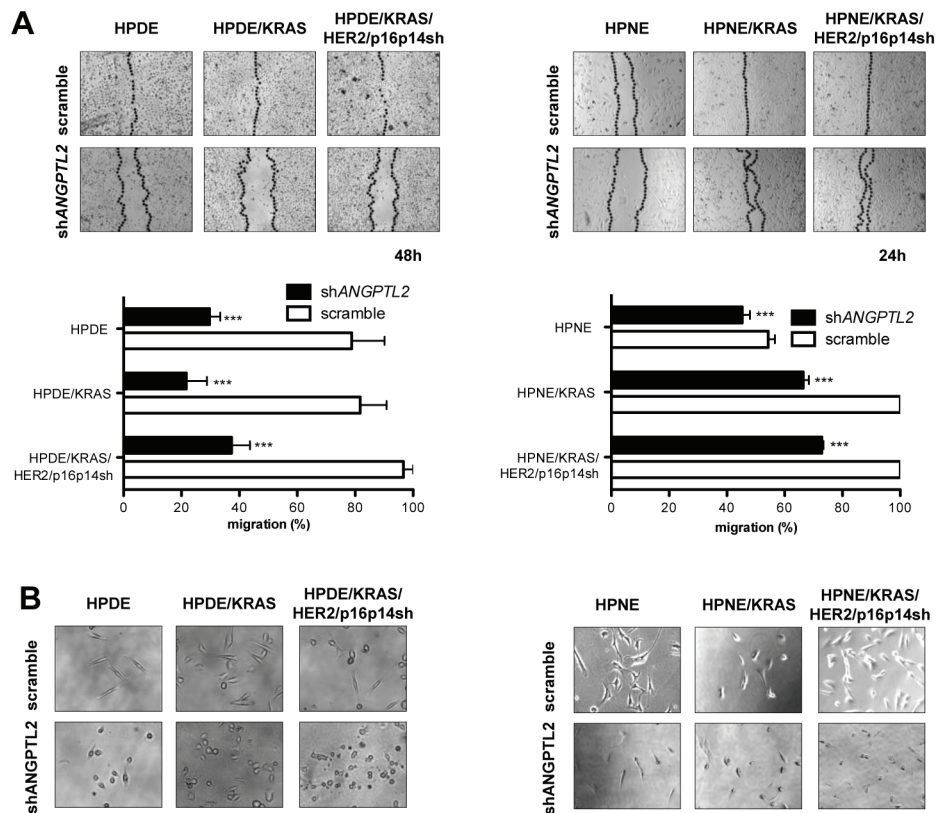 A
HPDE
HPDE/KRAS
HPDE/KRAS/
HER2/p16p14sh
scramble
shANGPTL2
48h
HPNE
HPNE/KRAS
HPNE/KRAS/
HER2/p16p14sh
scramble
shANGPTL2
24h
shANGPTL2
scramble
HPDE
***
HPDE/KRAS
***
HPDE/KRAS/
HER2/p16p14sh
***
0 20 40 60 80 100
migration (%)
shANGPTL2
scramble
HPNE
***
HPNE/KRAS
***
HPNE/KRAS/
HER2/p16p14sh
***
0 20 40 60 80 100
migration (%)
B
HPDE
HPDE/KRAS
HPDE/KRAS/
HER2/p16p14sh
scramble
shANGPTL2
HPNE
HPNE/KRAS
HPNE/KRAS/
HER2/p16p14sh
scramble
shANGPTL2